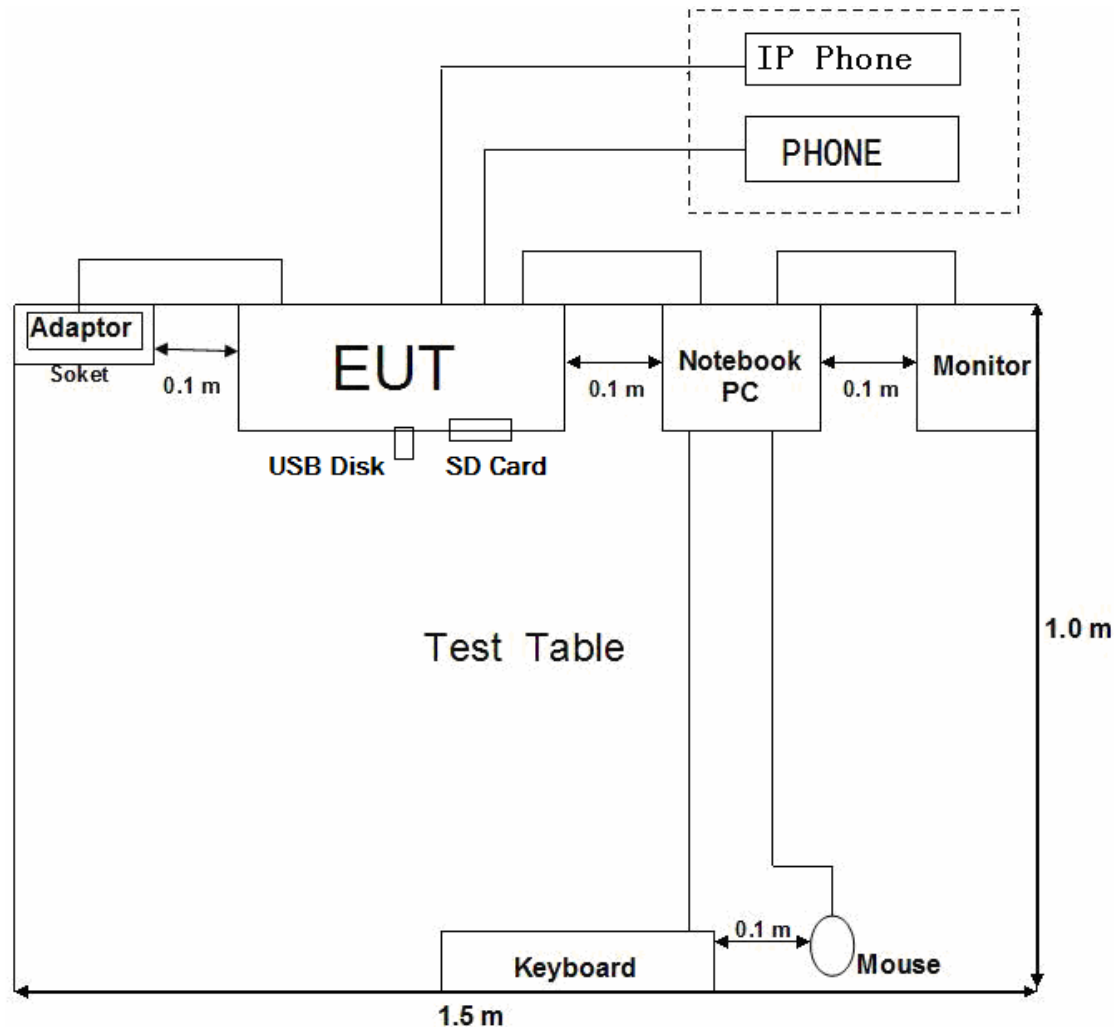 IP Phone
PHONE
Adaptor
Soket
0.1 m
EUT
0.1 m
Notebook
PC
0.1 m
Monitor
USB Disk
SD Card
Test Table
1.0 m
0.1 m
Keyboard
Mouse
1.5 m